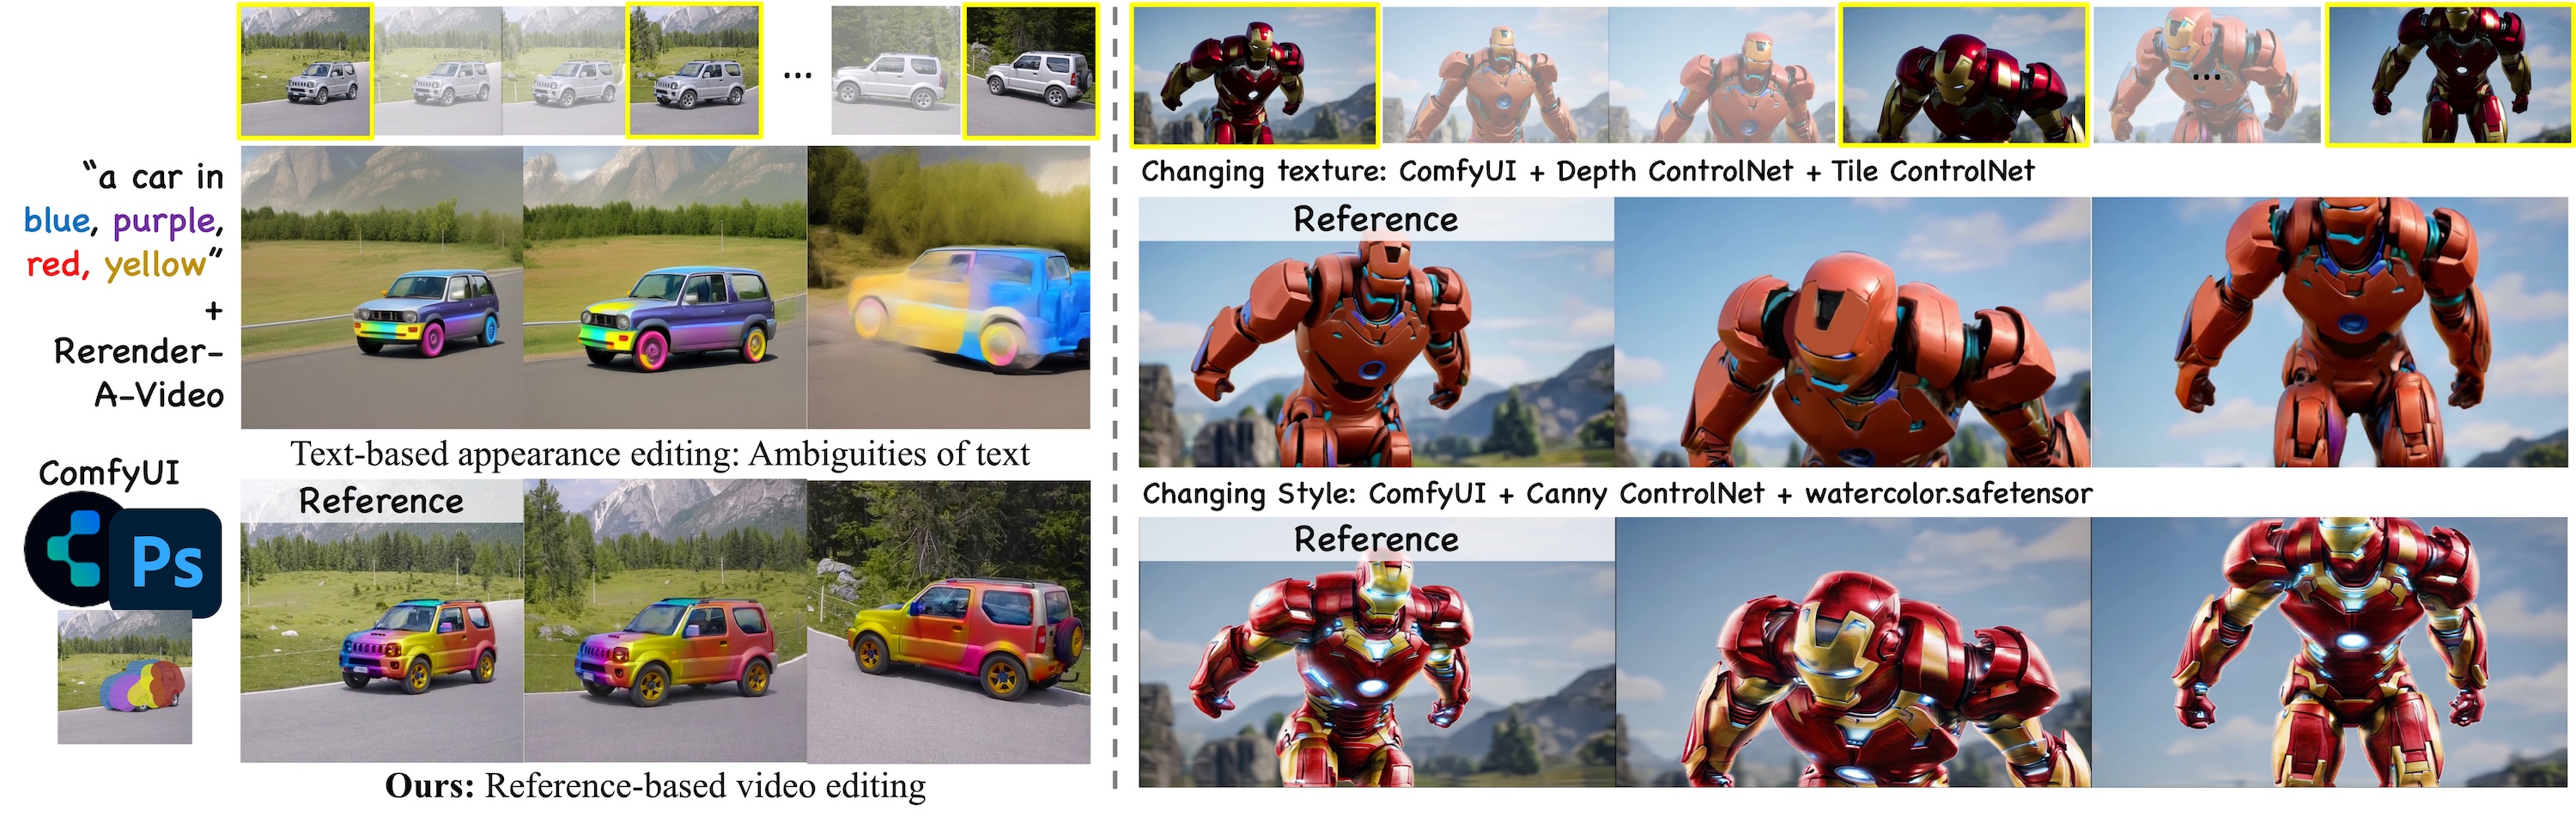 ...
"a car in
blue, purple,
red, yellow"
+
Rerender-
A-Video
Text-based appearance editing: Ambiguities of text
ComfyUI
Ps
Reference
Ours: Reference-based video editing
...
Changing texture: ComfyUI + Depth ControlNet + Tile ControlNet
Reference
Changing Style: ComfyUI + Canny ControlNet + watercolor.safetensor
Reference